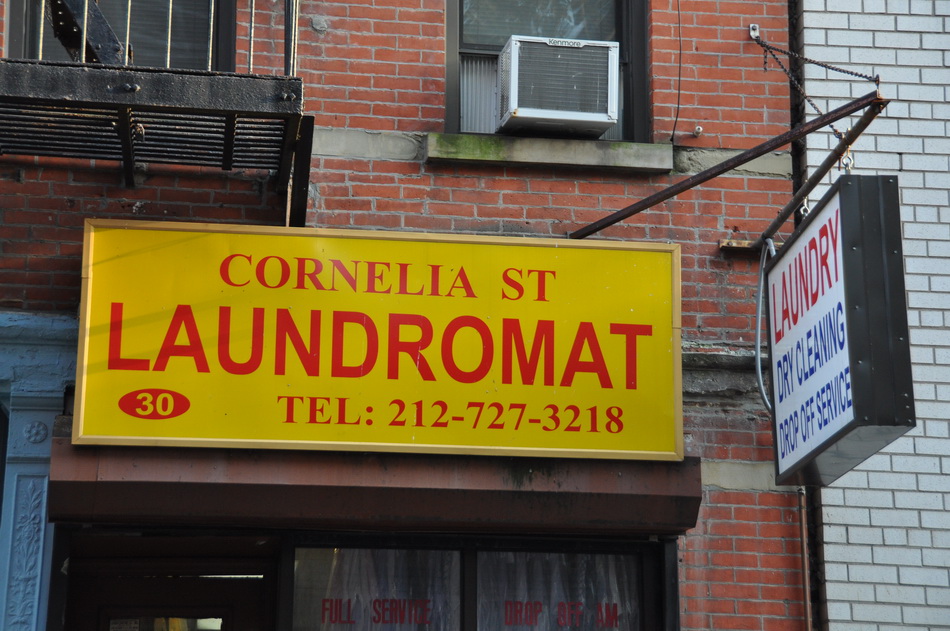 Kenmore
CORNELIA ST
LAUNDROMAT
30
TEL: 212-727-3218
LAUNDRY
DRY CLEANING
DROP OFF SERVICE
FULL SERVICE
DROP OFF AM